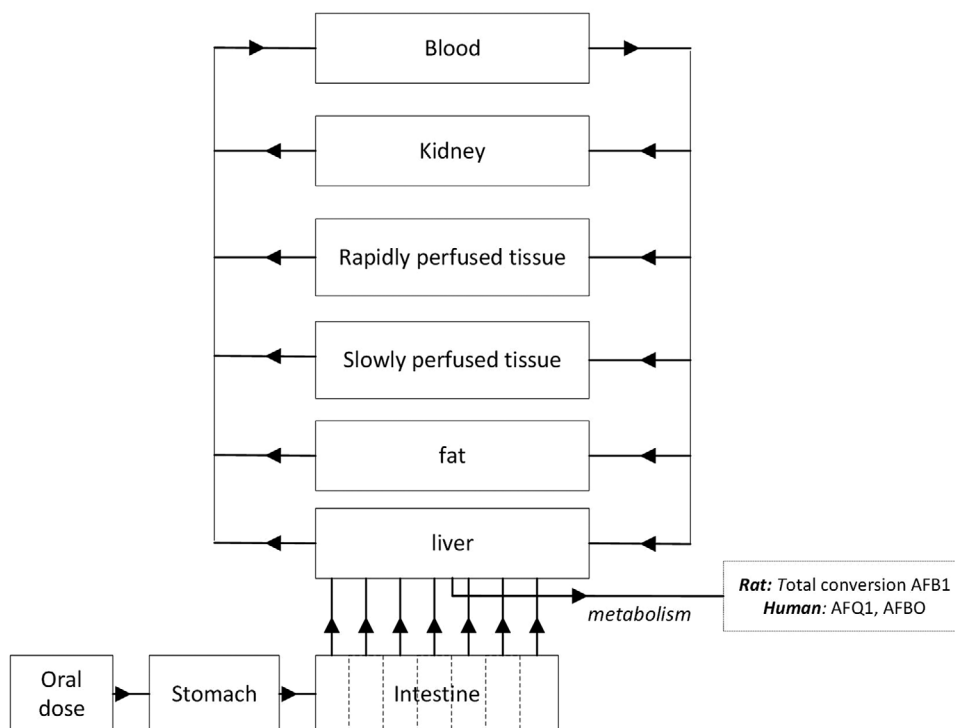 Blood
Kidney
Rapidly perfused tissue
Slowly perfused tissue
fat
liver
metabolism
Rat: Total conversion AFB1
Human: AFQ1, AFBO
Oral
dose
Stomach
Intestine